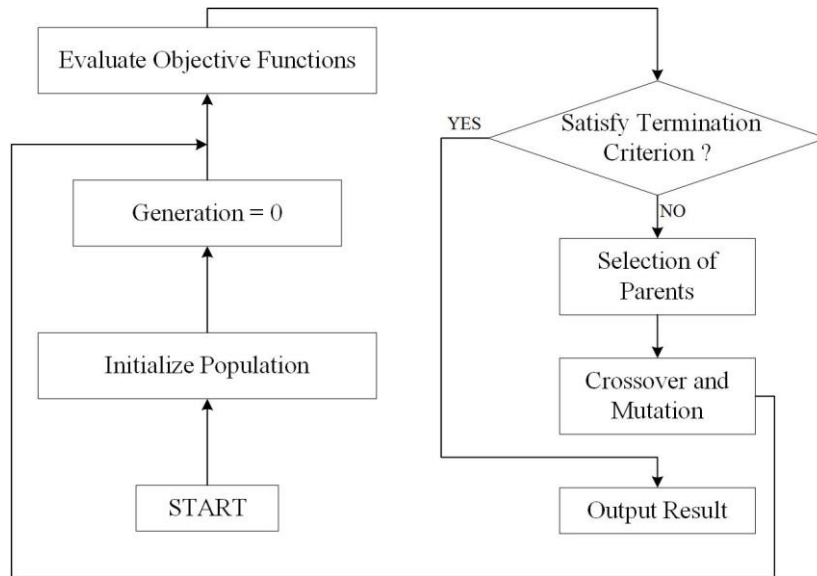 Evaluate Objective Functions
Generation = 0
Initialize Population
START
Satisfy Termination
Criterion ?
YES
NO
Selection of
Parents
Crossover and
Mutation
Output Result